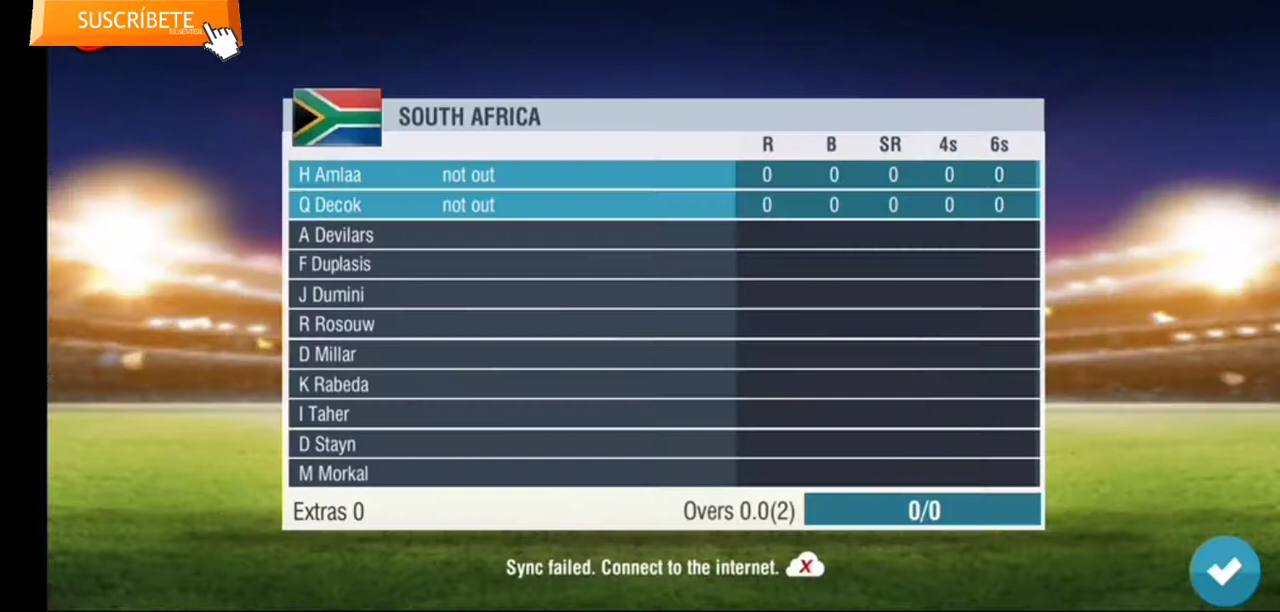 SUSCRÍBETE
ELSEVIER
SOUTH AFRICA
R B SR 4s 6s
H Amlaa not out 0 0 0 0 0
Q Decok not out 0 0 0 0 0
A Devilars
F Duplasis
J Dumini
R Rosouw
D Millar
K Rabeda
I Taher
D Stayn
M Morkal
Extras 0 Overs 0.0(2) 0/0
Sync failed. Connect to the internet. X